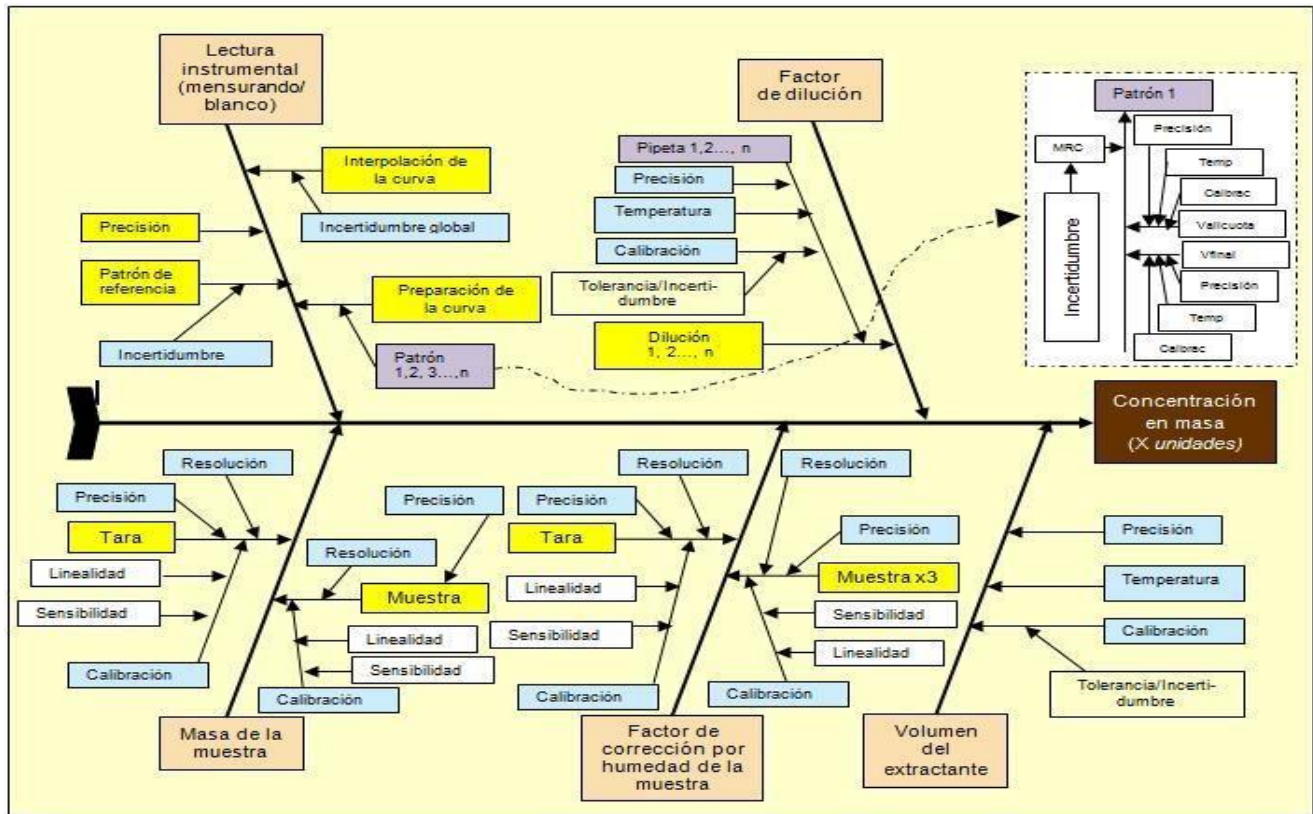 Lectura
instrumental
(mensurando/
blanco)
Factor
de dilución
Patrón 1
Precisión
MRC
Temp
Calibrac
Valicuota
Vfinal
Precisión
Temp
Calibrac
Incertidumbre
Interpolación de
la curva
Incertidumbre global
Precisión
Patrón de
referencia
Incertidumbre
Preparación de
la curva
Patrón
1,2, 3...,n
Pipeta 1,2..., n
Precisión
Temperatura
Calibración
Tolerancia/Incerti-
dumbre
Dilución
1, 2..., n
Concentración
en masa
(X unidades)
Resolución
Precisión
Tara
Linealidad
Sensibilidad
Calibración
Precisión
Resolución
Muestra
Linealidad
Sensibilidad
Calibración
Masa de la
muestra
Resolución
Precisión
Tara
Linealidad
Sensibilidad
Calibración
Resolución
Precisión
Muestra x3
Sensibilidad
Linealidad
Calibración
Factor de
corrección por
humedad de la
muestra
Precisión
Temperatura
Calibración
Tolerancia/Incerti-
dumbre
Volumen
del
extractante